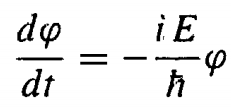 dφ/dt = − iE/ħ φ